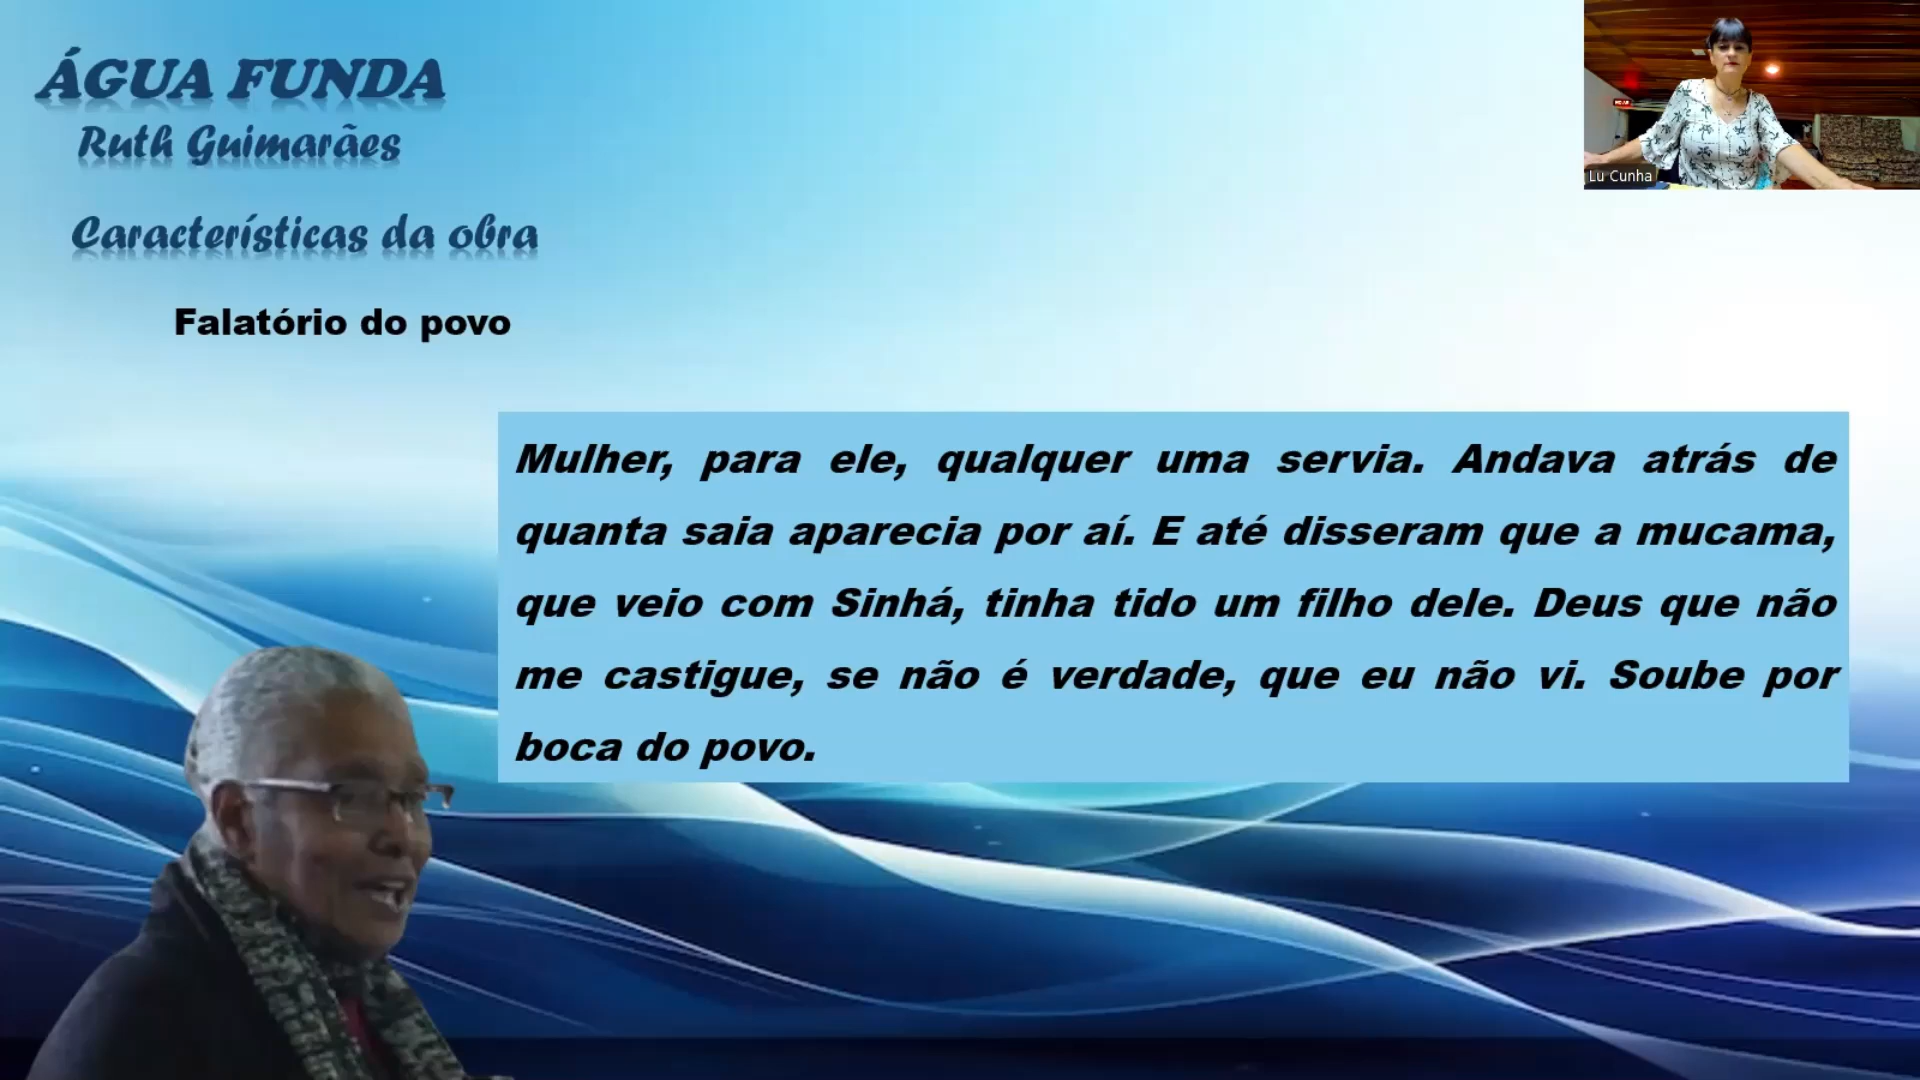 ÁGUA FUNDA
Ruth Guimarães
Características da obra
Falatório do povo
Mulher, para ele, qualquer uma servia. Andava atrás de
quanta saia aparecia por aí. E até disseram que a mucama,
que veio com Sinhá, tinha tido um filho dele. Deus que não
me castigue, se não é verdade, que eu não vi. Soube por
boca do povo.
Lu Cunha